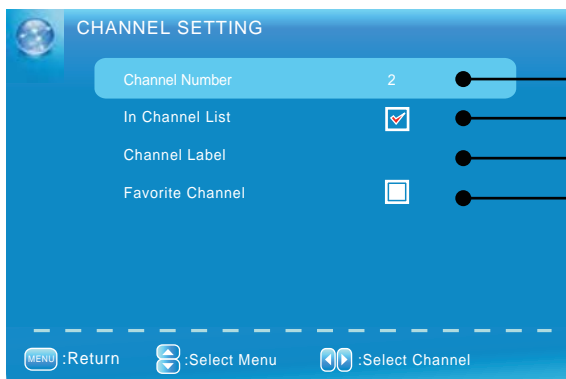 CHANNEL SETTING
Channel Number 2
In Channel List
Channel Label
Favorite Channel
MENU :Return :Select Menu :Select Channel